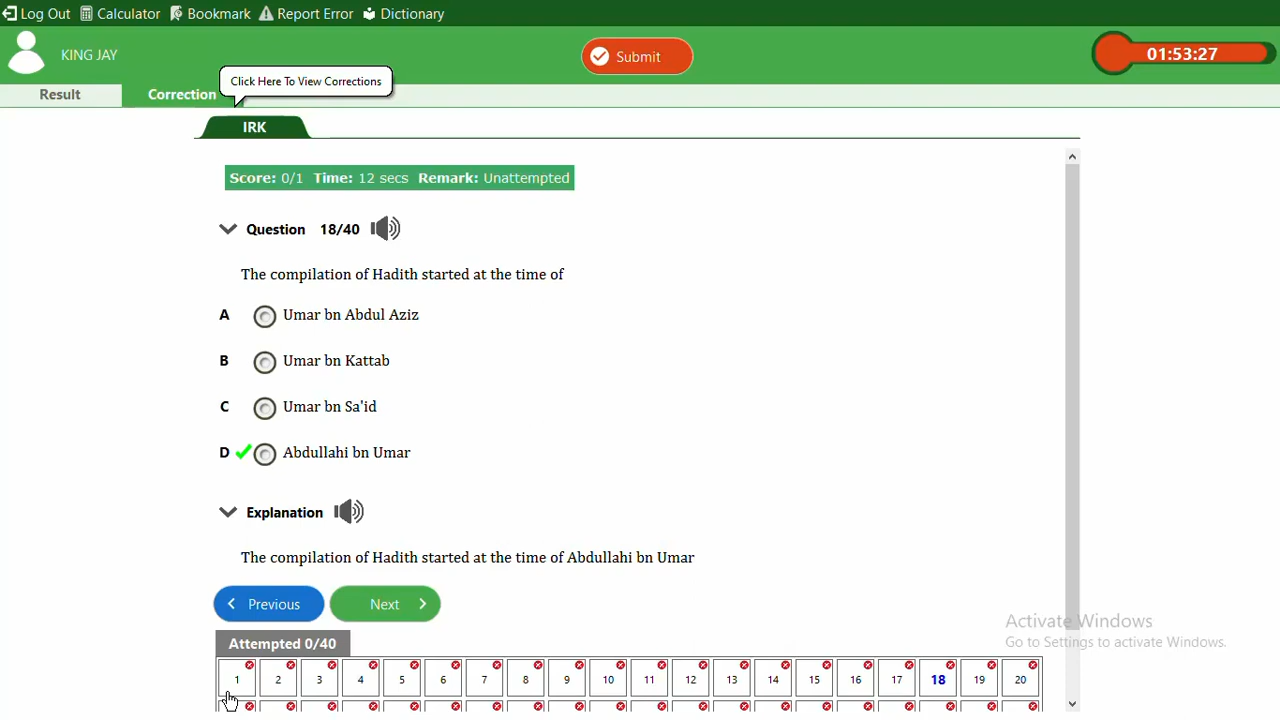 Log Out Calculator Bookmark Report Error Dictionary
KING JAY
Submit
01:53:27
Click Here To View Corrections
Result Correction
IRK
Score: 0/1 Time: 12 secs Remark: Unattempted
Question 18/40
The compilation of Hadith started at the time of
A Umar bn Abdul Aziz
B Umar bn Kattab
C Umar bn Sa'id
D Abdullahi bn Umar
Explanation
The compilation of Hadith started at the time of Abdullahi bn Umar
Previous Next
Activate Windows
Go to Settings to activate Windows.
Attempted 0/40
1 2 3 4 5 6 7 8 9 10 11 12 13 14 15 16 17 18 19 20